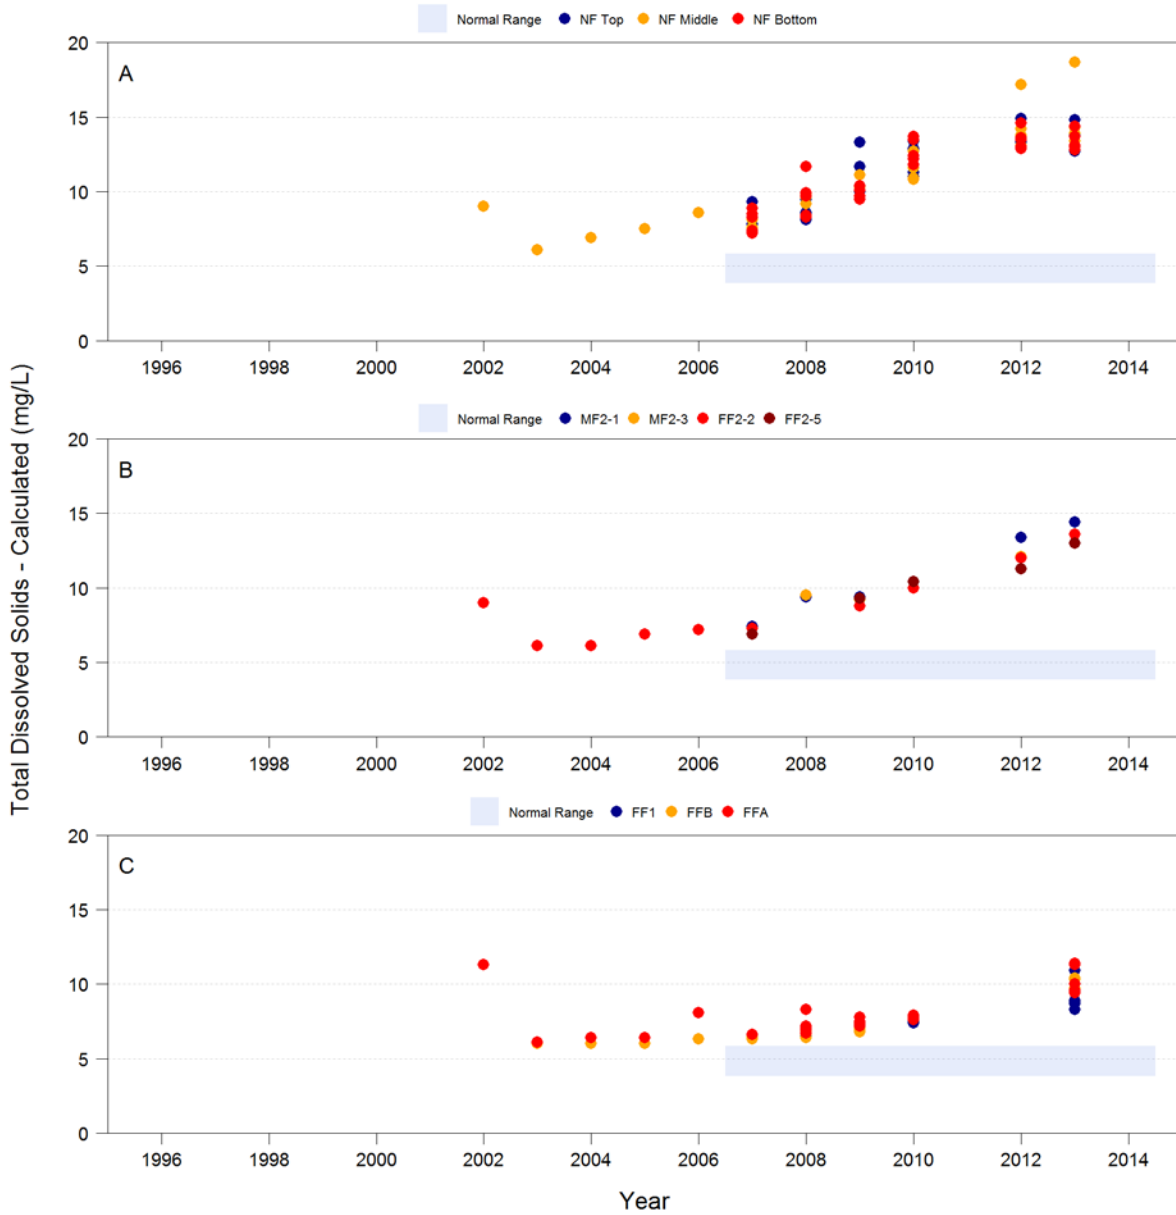 Normal Range NF Top NF Middle NF Bottom
A
20
15
10
5
0
1996 1998 2000 2002 2004 2006 2008 2010 2012 2014
Total Dissolved Solids - Calculated (mg/L)
Normal Range MF2-1 MF2-3 FF2-2 FF2-5
B
20
15
10
5
0
1996 1998 2000 2002 2004 2006 2008 2010 2012 2014
Normal Range FF1 FFB FFA
C
20
15
10
5
0
1996 1998 2000 2002 2004 2006 2008 2010 2012 2014
Year